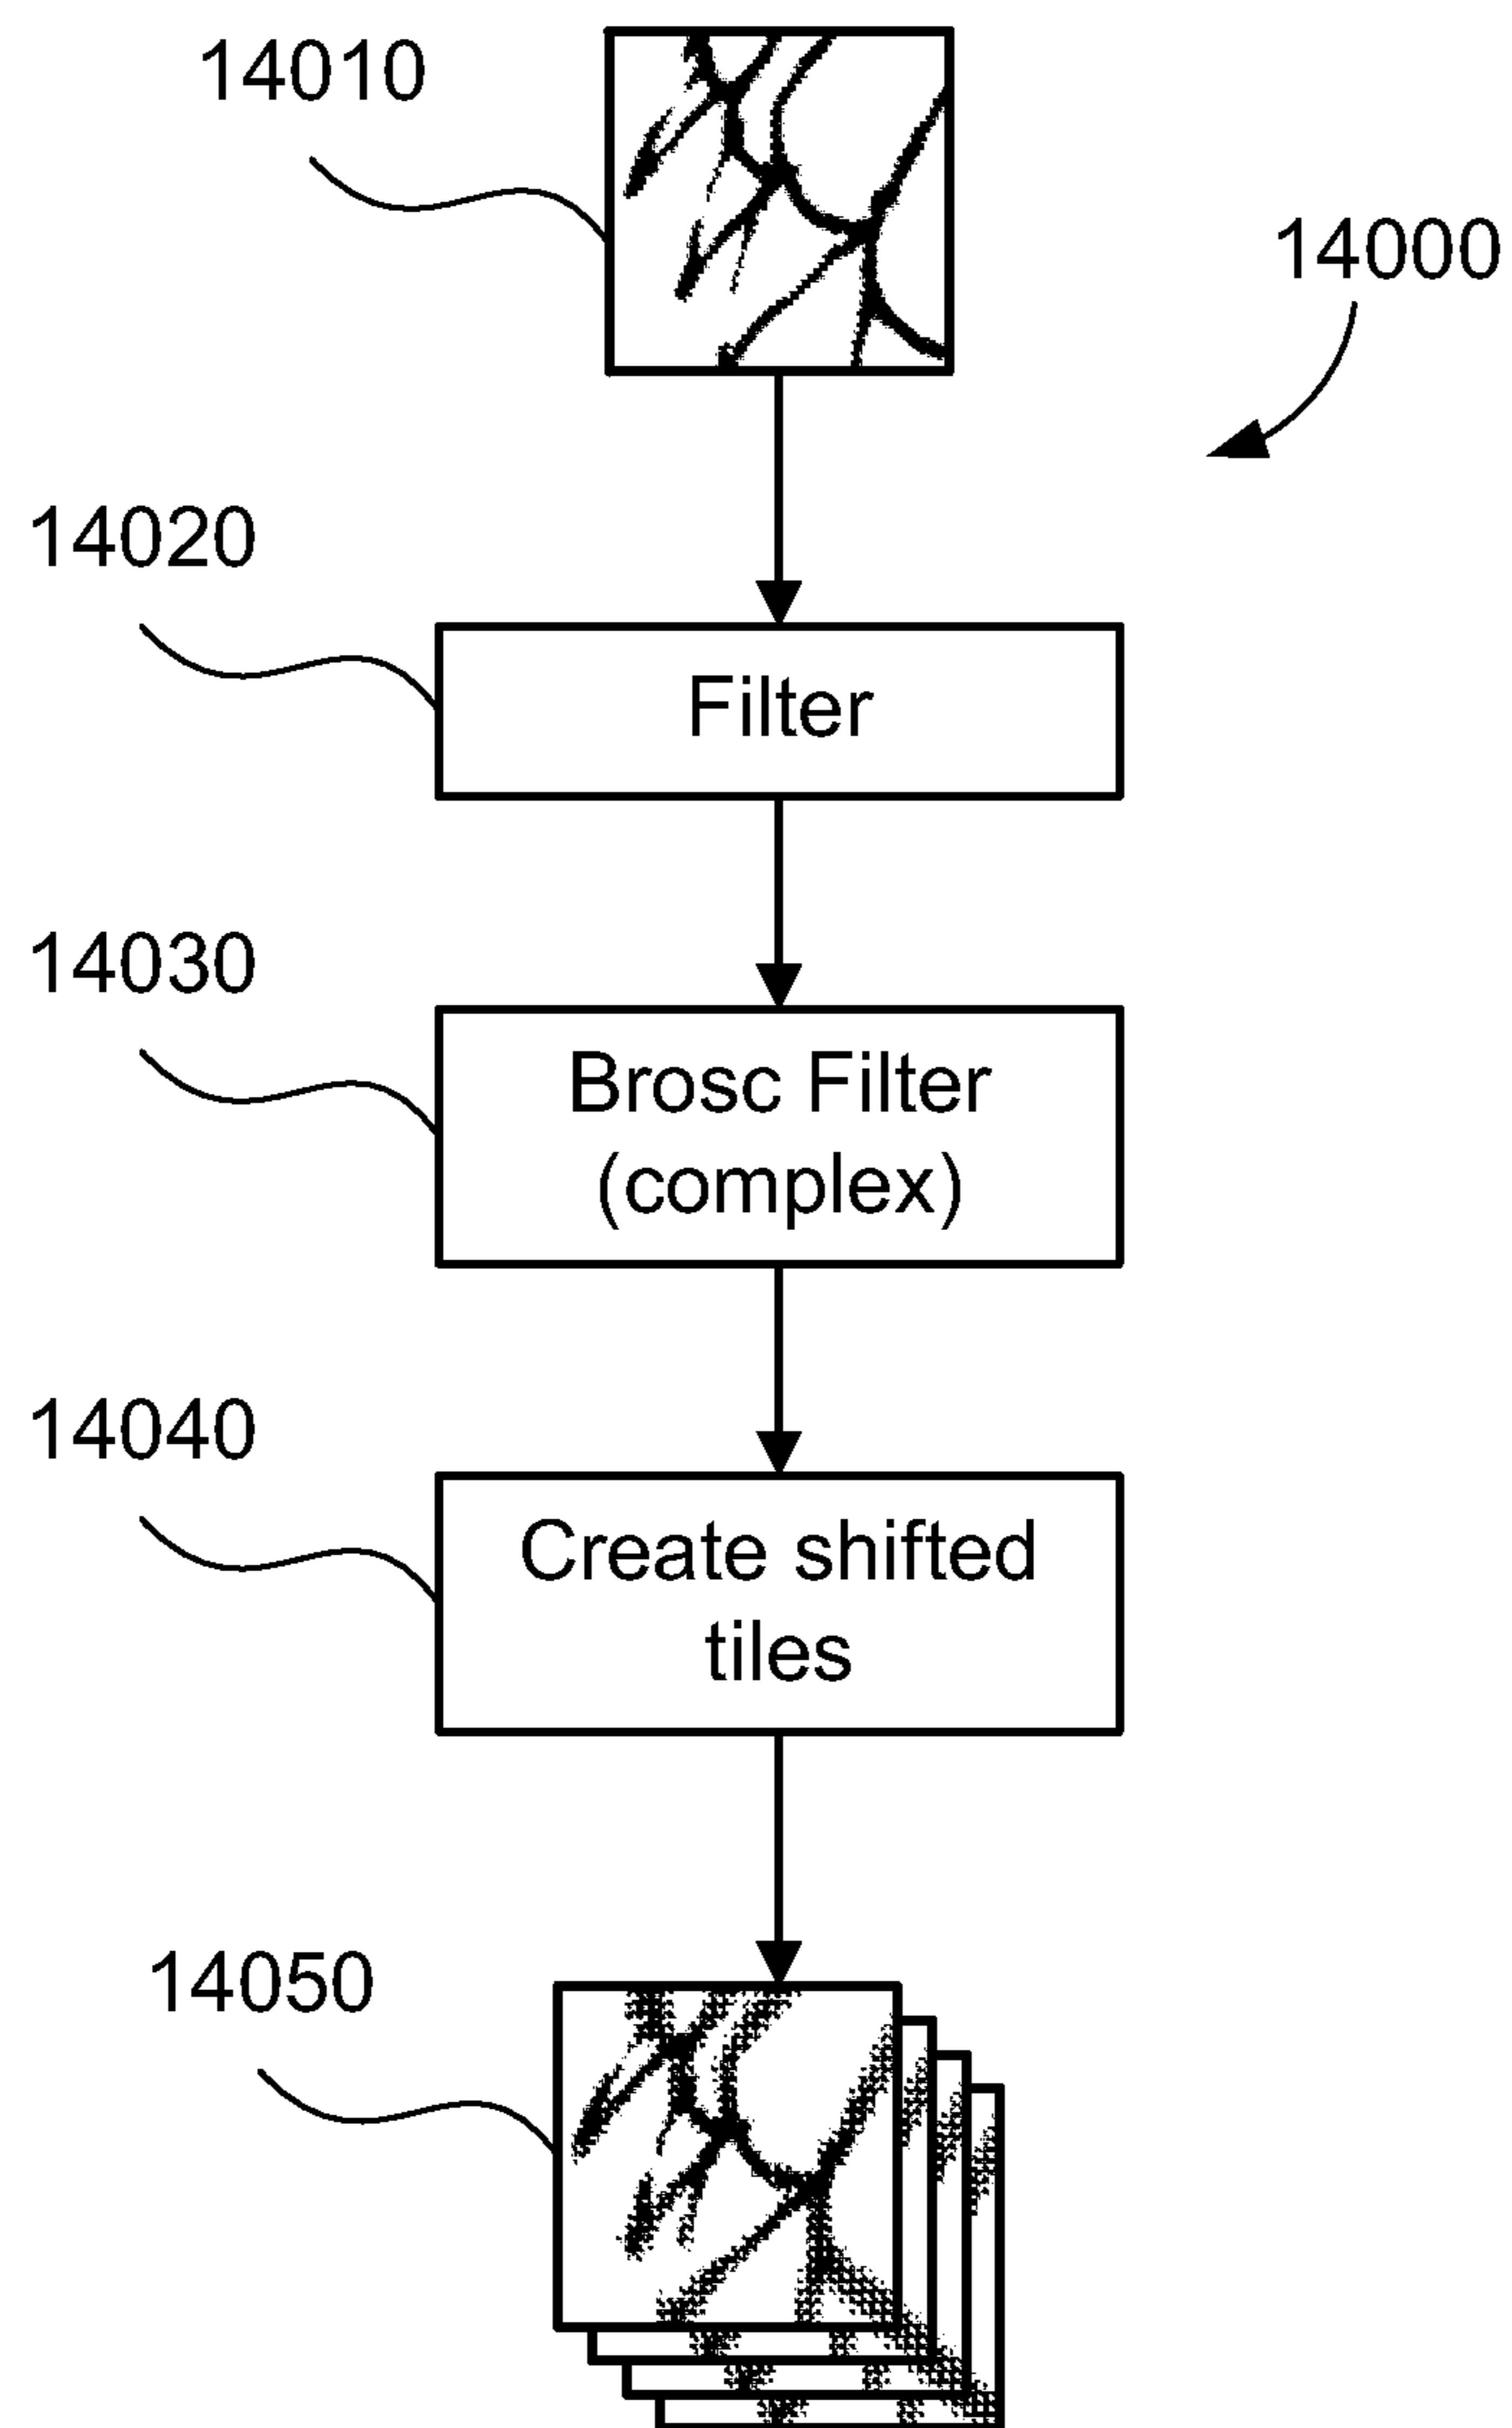 14010
14000
14020
Filter
14030
Brosc Filter
(complex)
14040
Create shifted
tiles
14050